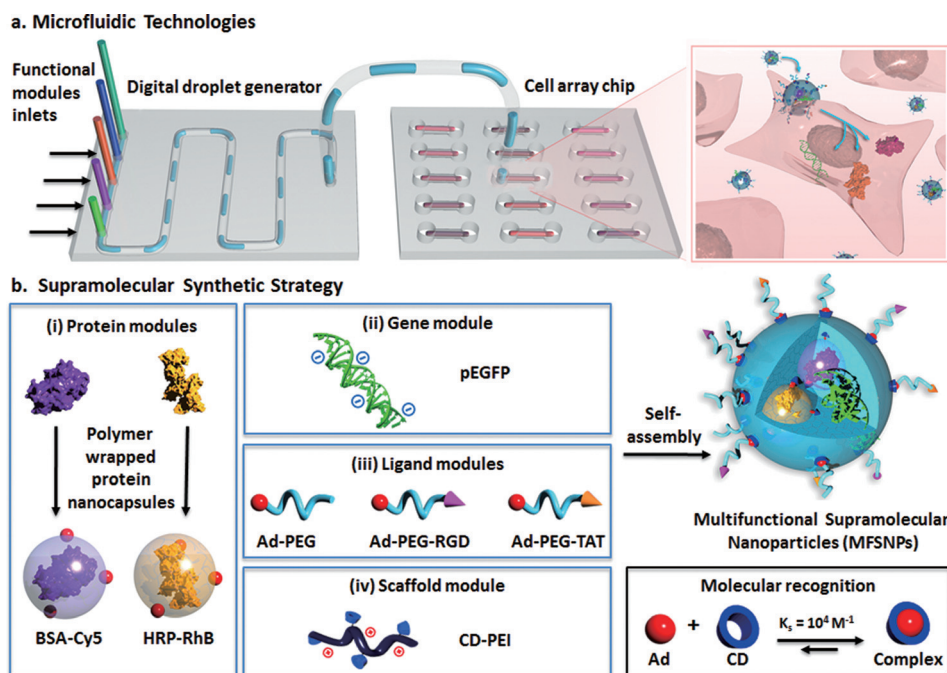 a. Microfluidic Technologies
Functional
modules
inlets
Digital droplet generator
Cell array chip
b. Supramolecular Synthetic Strategy
(i) Protein modules
Polymer
wrapped
protein
nanocapsules
BSA-Cy5
HRP-RhB
(ii) Gene module
pEGFP
(iii) Ligand modules
Ad-PEG
Ad-PEG-RGD
Ad-PEG-TAT
(iv) Scaffold module
CD-PEI
Self-
assembly
Multifunctional Supramolecular
Nanoparticles (MFSNPs)
Molecular recognition
Ad
+
CD
Kₛ = 10⁴ M⁻¹
Complex